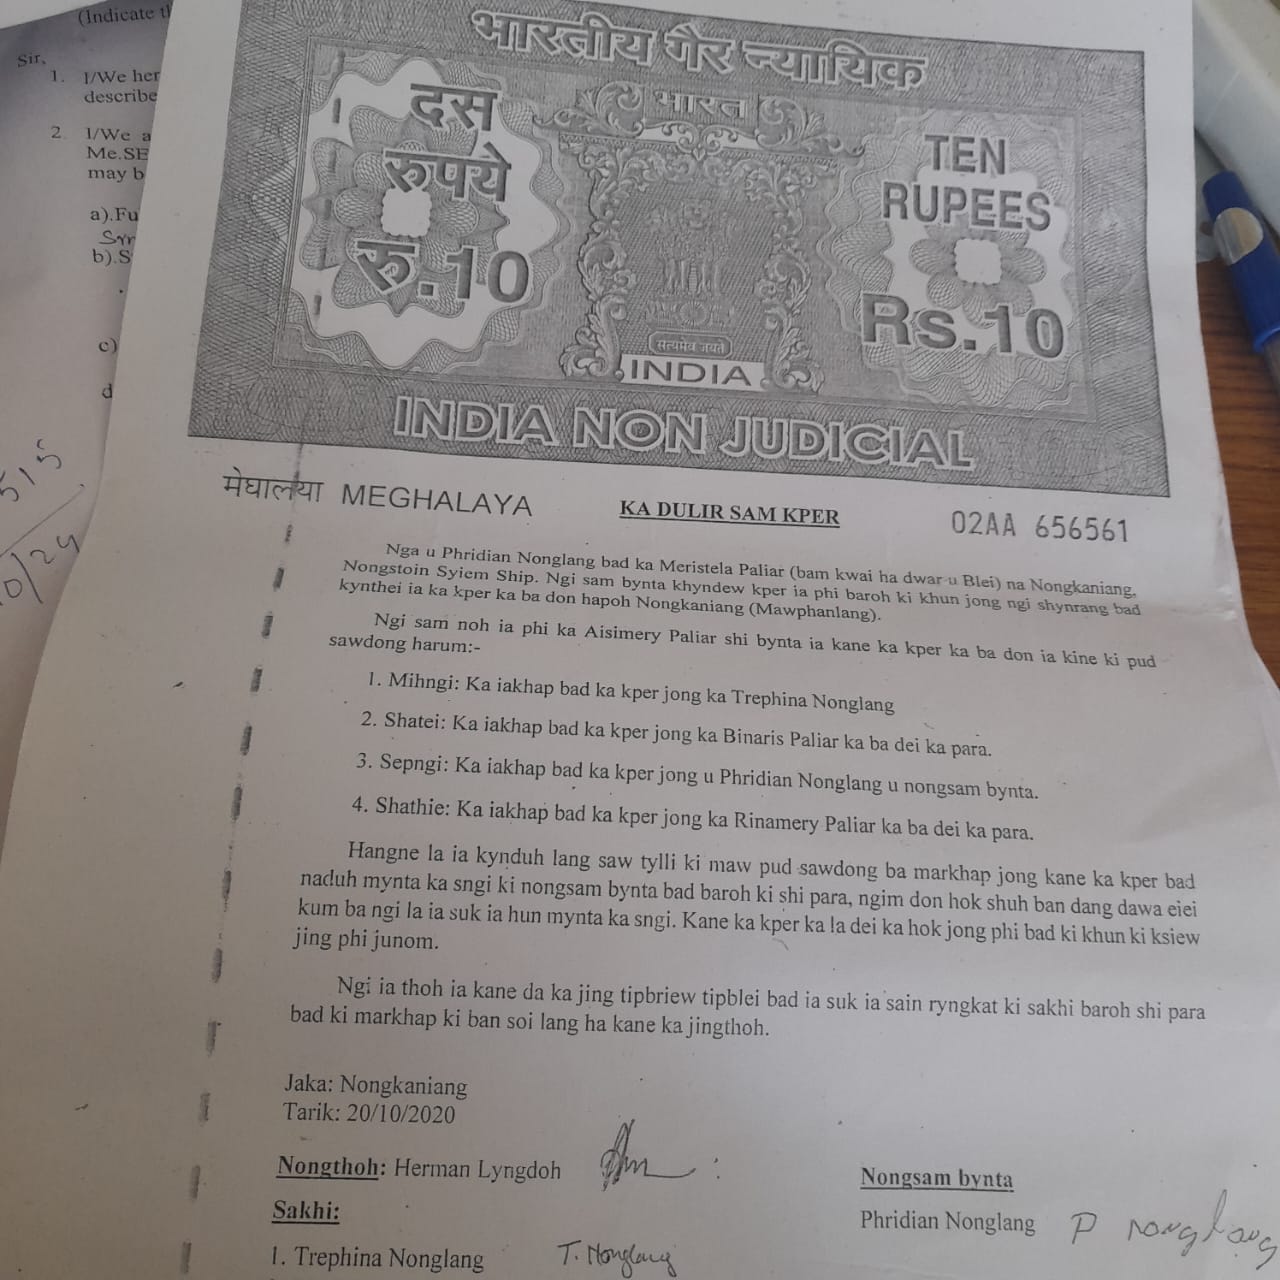 (Indicate
Sir,
1. I/We her
describe
2. I/We a
Me.SE
may b
a).Fu
b).S
c)
d
515
भारतीय गैर न्यायिक
भारत
दस
रुपये
रु.10
TEN
RUPEES
Rs.10
सत्यमेव जयते
INDIA
INDIA NON JUDICIAL
मेघालया MEGHALAYA
KA DULIR SAM KPER
02AA 656561
Nga u Phridian Nonglang bad ka Meristela Paliar (bam kwai ha dwar u Blei) na Nongkaniang,
Nongstoin Syiem Ship. Ngi sam bynta khyndew kper ia phi baroh ki khun jong ngi shynrang bad
kynthei ia ka kper ka ba don hapoh Nongkaniang (Mawphanlang).
Ngi sam noh ia phi ka Aisimery Paliar shi bynta ia kane ka kper ka ba don ia kine ki pud
sawdong harum:-
1. Mihngi: Ka iakhap bad ka kper jong ka Trephina Nonglang
2. Shatei: Ka iakhap bad ka kper jong ka Binaris Paliar ka ba dei ka para.
3. Sepngi: Ka iakhap bad ka kper jong u Phridian Nonglang u nongsam bynta.
4. Shathie: Ka iakhap bad ka kper jong ka Rinamery Paliar ka ba dei ka para.
Hangne la ia kynduh lang saw tylli ki maw pud sawdong ba markhap jong kane ka kper bad
naduh mynta ka sngi ki nongsam bynta bad baroh ki shi para, ngim don hok shuh ban dang dawa eiei
kum ba ngi la ia suk ia hun mynta ka sngi. Kane ka kper ka la dei ka hok jong phi bad ki khun ki ksiew
jing phi junom.
Ngi ia thoh ia kane da ka jing tipbriew tipblei bad ia suk ia sain ryngkat ki sakhi baroh shi para
bad ki markhap ki ban soi lang ha kane ka jingthoh.
Jaka: Nongkaniang
Tarik: 20/10/2020
Nongthoh: Herman Lyngdoh
Nongsam bynta
Sakhi:
Phridian Nonglang P Nonglang
1. Trephina Nonglang T. Nonglang